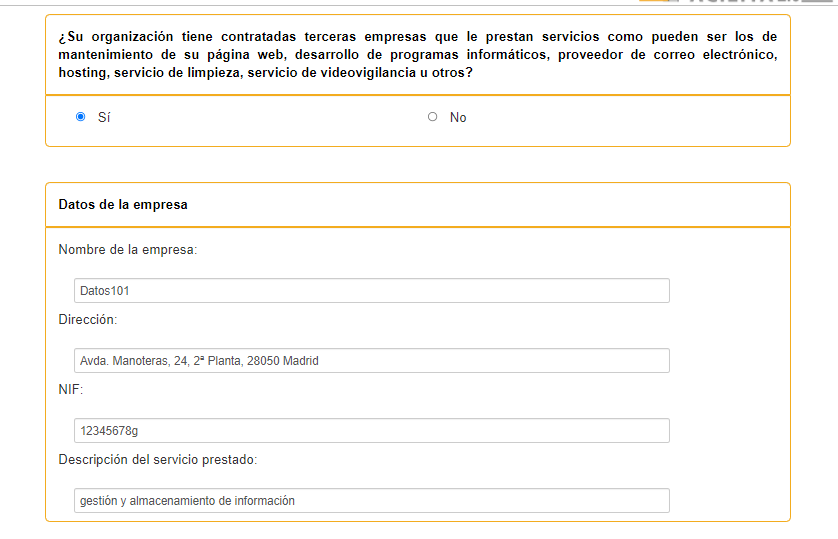 ¿Su organización tiene contratadas terceras empresas que le prestan servicios como pueden ser los de
mantenimiento de su página web, desarrollo de programas informáticos, proveedor de correo electrónico,
hosting, servicio de limpieza, servicio de videovigilancia u otros?
Sí
No
Datos de la empresa
Nombre de la empresa:
Datos101
Dirección:
Avda. Manoteras, 24, 2ª Planta, 28050 Madrid
NIF:
12345678g
Descripción del servicio prestado:
gestión y almacenamiento de información